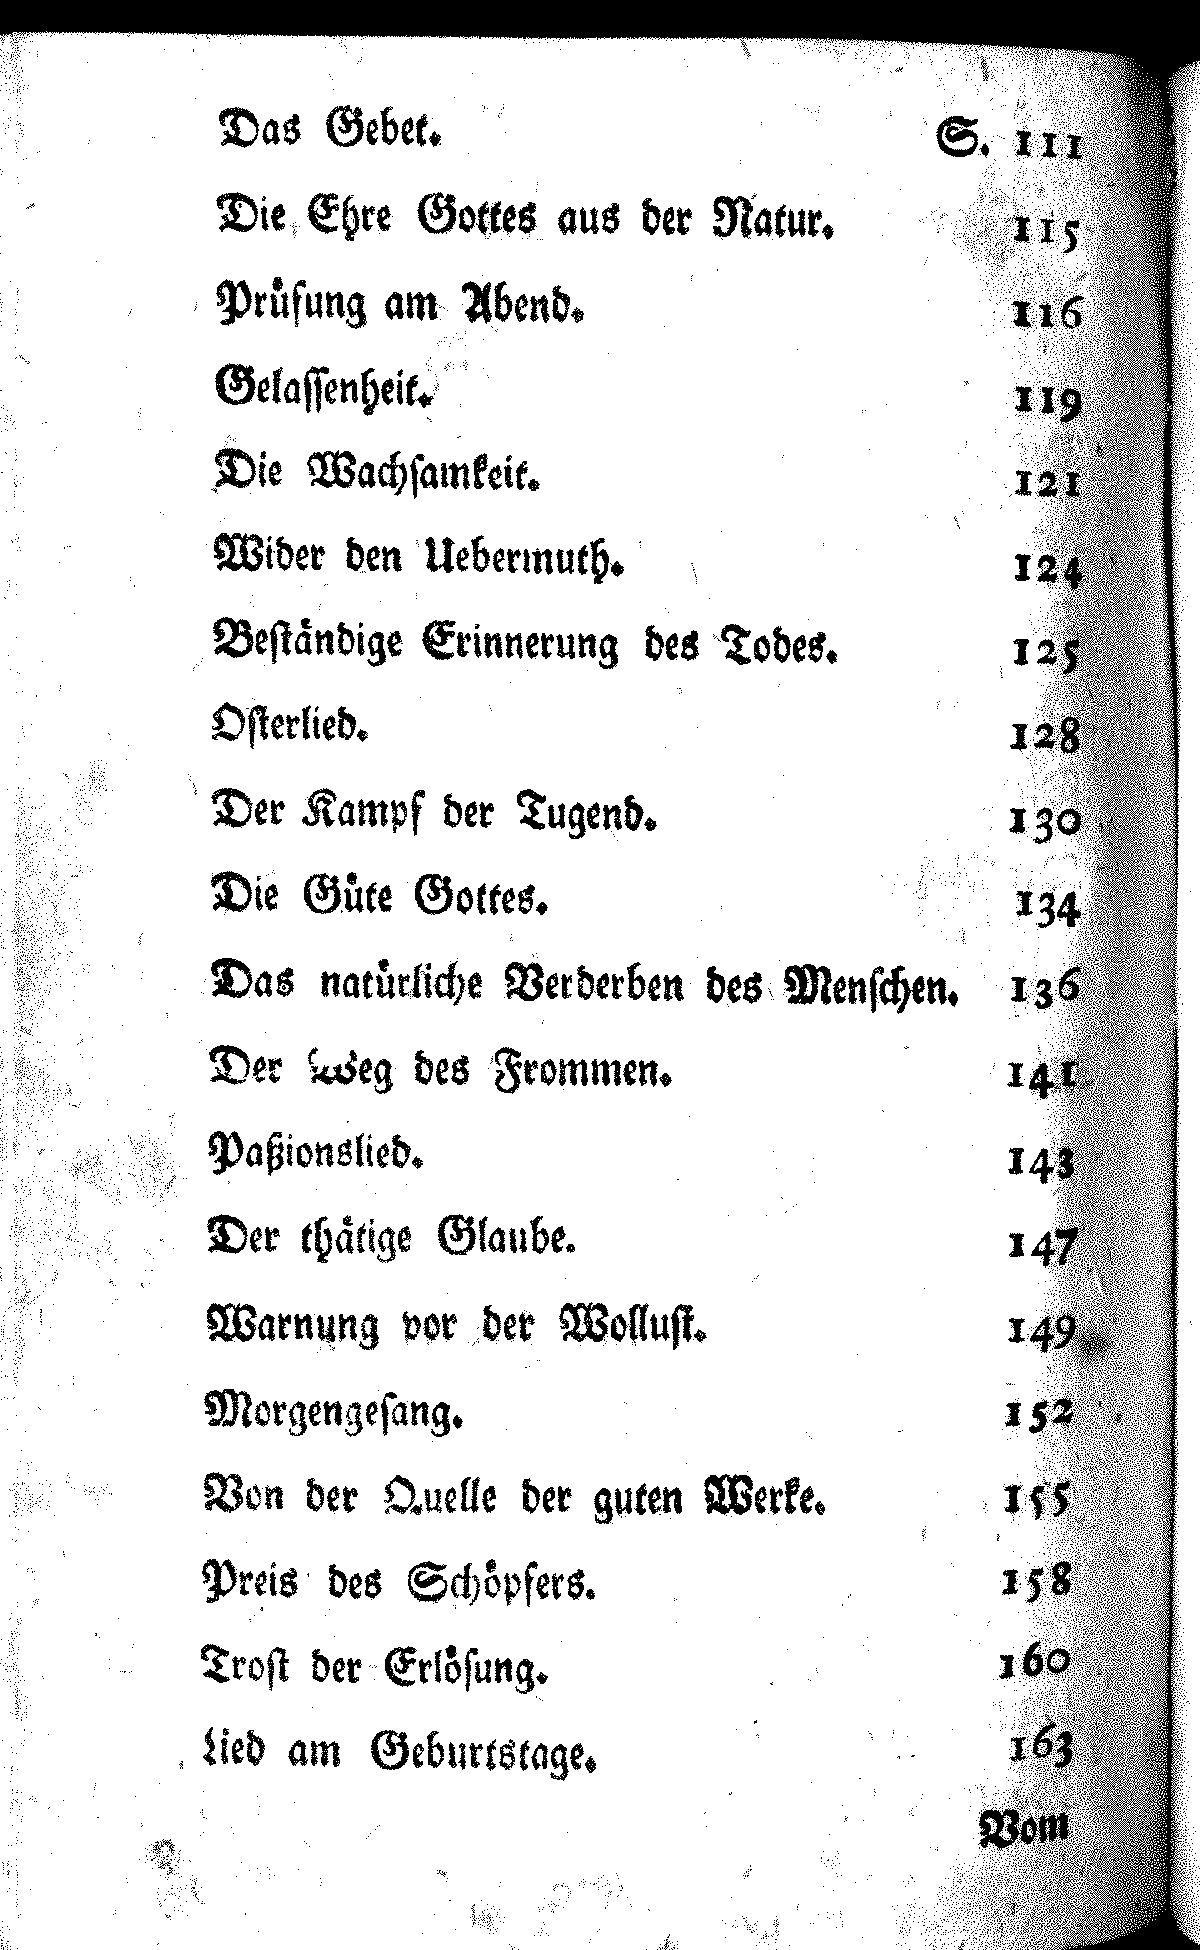 Das Gebet. S. 111
Die Ehre Gottes aus der Natur. 115
Prüfung am Abend. 116
Gelaſſenheit. 119
Die Wachſamkeit. 121
Wider den Uebermuth. 124
Beſtändige Erinnerung des Todes. 125
Oſterlied. 128
Der Kampf der Tugend. 130
Die Güte Gottes. 134
Das natürliche Verderben des Menſchen. 136
Der Weg des Frommen. 141
Paßionslied. 143
Der thätige Glaube. 147
Warnung vor der Wolluſt. 149
Morgengeſang. 152
Von der Quelle der guten Werke. 155
Preis des Schöpfers. 158
Troſt der Erlöſung. 160
Lied am Geburtstage. 163
Vom